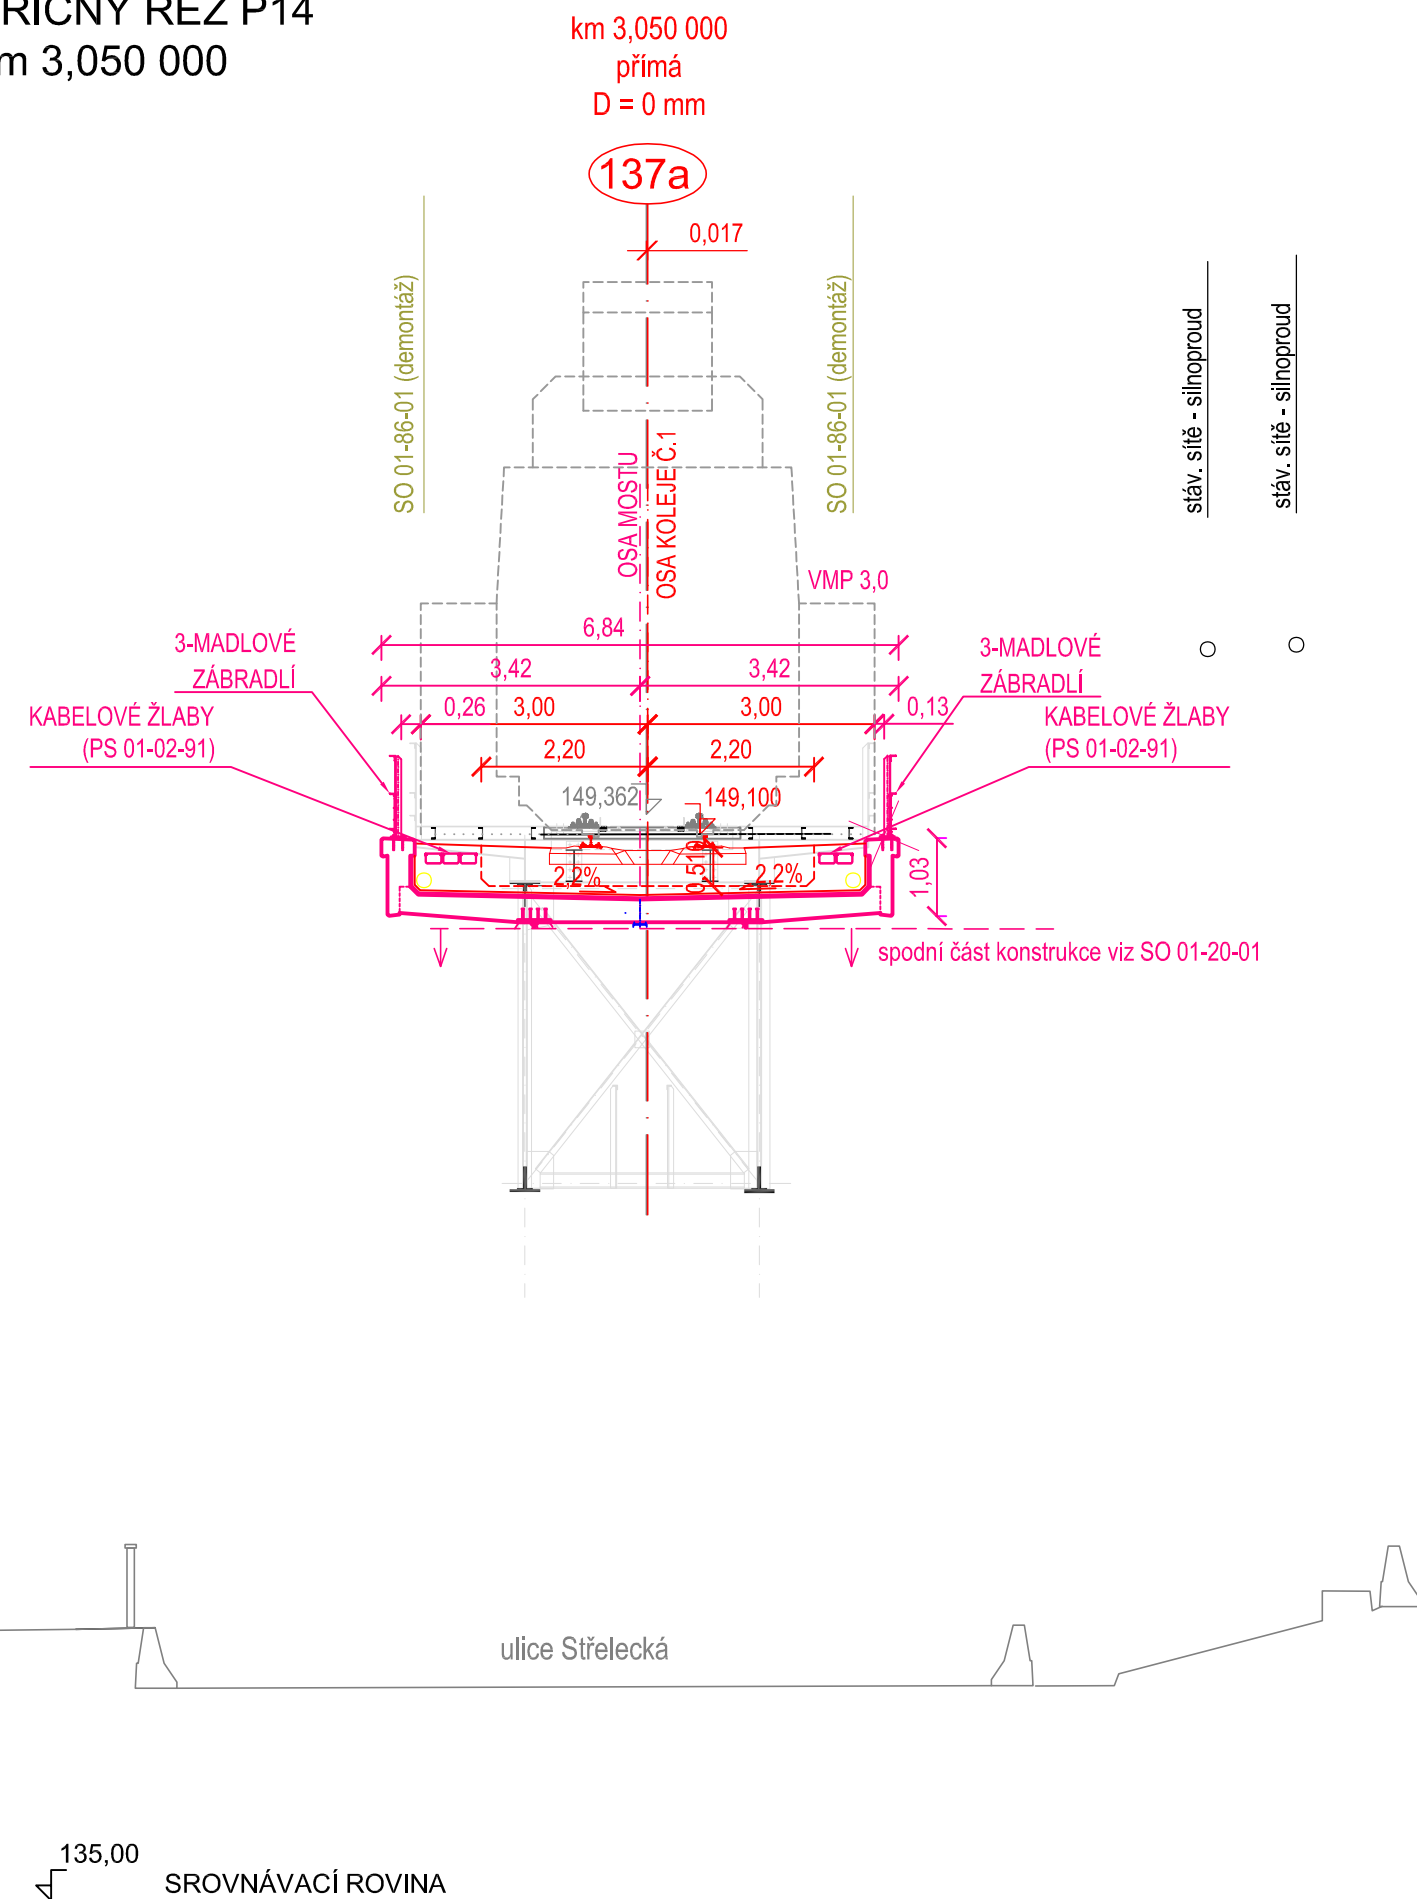 ŘÍČNÝ ŘEZ P14
m 3,050 000
km 3,050 000
přímá
D = 0 mm
137a
0,017
SO 01-86-01 (demontáž)
SO 01-86-01 (demontáž)
stáv. sítě - silnoproud
stáv. sítě - silnoproud
OSA MOSTU
OSA KOLEJE Č.1
VMP 3,0
6,84
3-MADLOVÉ
ZÁBRADLÍ
3-MADLOVÉ
ZÁBRADLÍ
3,42
3,42
KABELOVÉ ŽLABY
(PS 01-02-91)
0,26
3,00
3,00
0,13
KABELOVÉ ŽLABY
(PS 01-02-91)
2,20
2,20
149,362
149,100
2,2%
2,2%
1,03
spodní část konstrukce viz SO 01-20-01
ulice Střelecká
135,00
SROVNÁVACÍ ROVINA